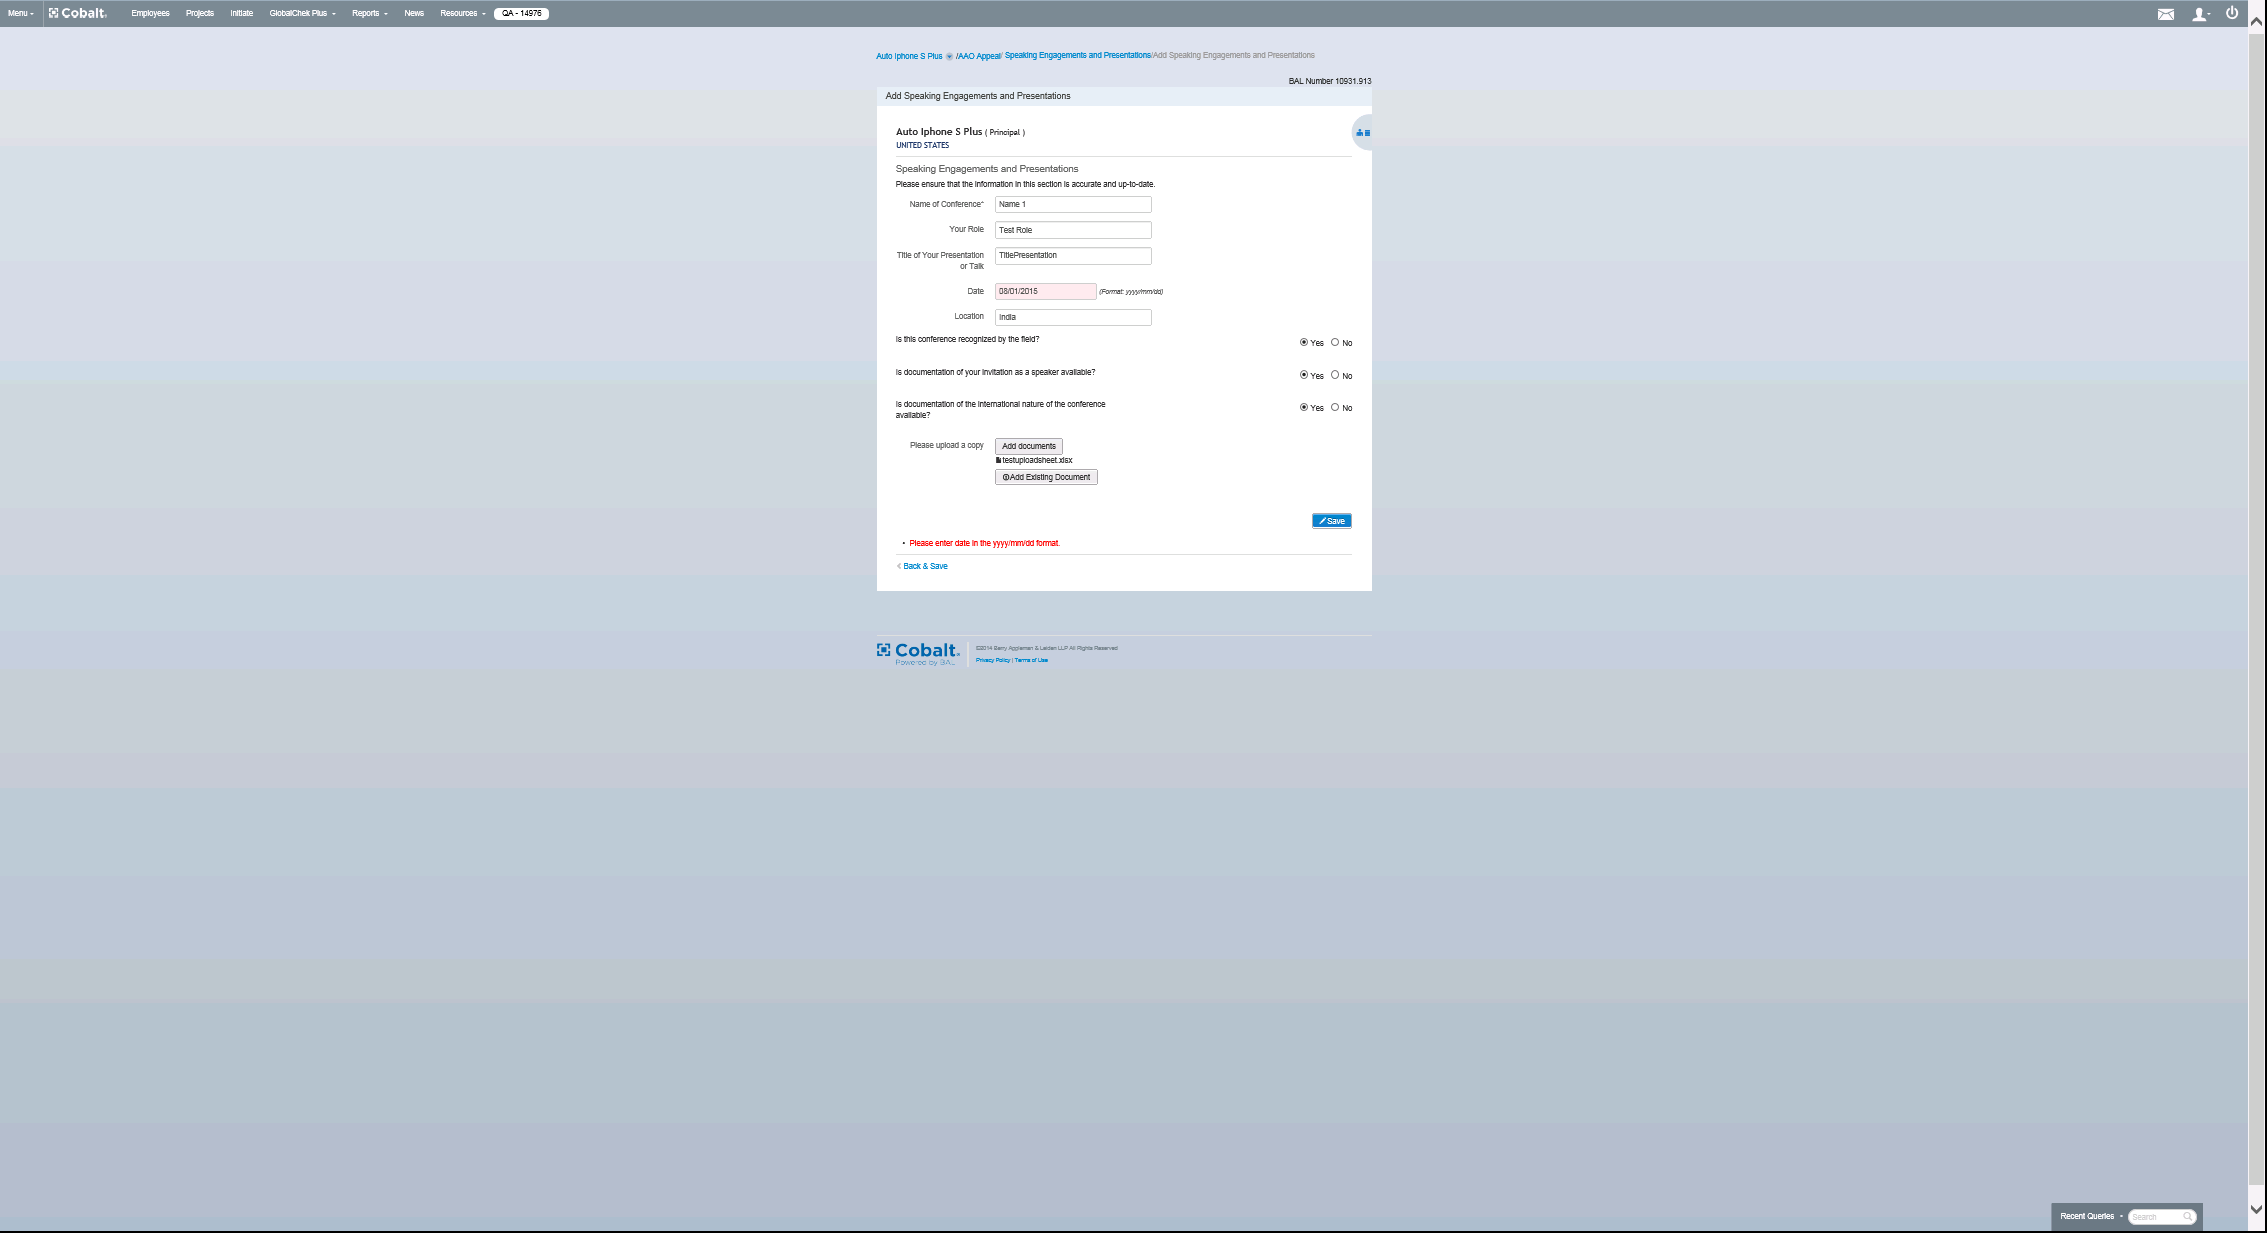 Menu Cobalt. Employees Projects Initiate GlobalChek Plus Reports News Resources QA - 14976
Auto Iphone S Plus /AAO Appeal/ Speaking Engagements and Presentations/Add Speaking Engagements and Presentations
BAL Number 10931.913
Add Speaking Engagements and Presentations
Auto Iphone S Plus ( Principal )
UNITED STATES
Speaking Engagements and Presentations
Please ensure that the information in this section is accurate and up-to-date.
Name of Conference* Name 1
Your Role Test Role
Title of Your Presentation TitlePresentation
or Talk
Date 08/01/2015 (Format: yyyy/mm/dd)
Location India
Is this conference recognized by the field? Yes No
Is documentation of your invitation as a speaker available? Yes No
Is documentation of the international nature of the conference
available? Yes No
Please upload a copy Add documents
testuploadsheet.xlsx
Add Existing Document
Save
• Please enter date in the yyyy/mm/dd format.
< Back & Save
Cobalt.
Powered by BAL
©2014 Berry Appleman & Leiden LLP All Rights Reserved
Privacy Policy | Terms of Use
Recent Queries Search